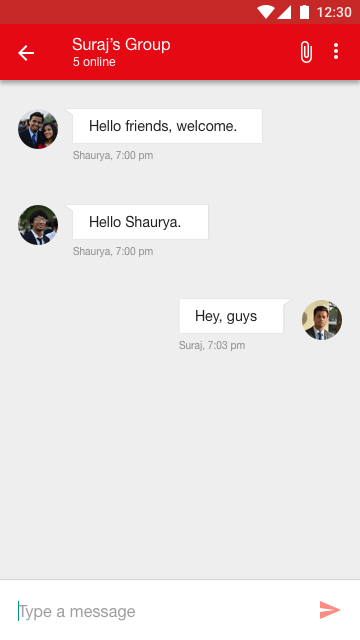 12:30
Suraj's Group
5 online
Hello friends, welcome.
Shaurya, 7:00 pm
Hello Shaurya.
Shaurya, 7:00 pm
Hey, guys
Suraj, 7:03 pm
Type a message